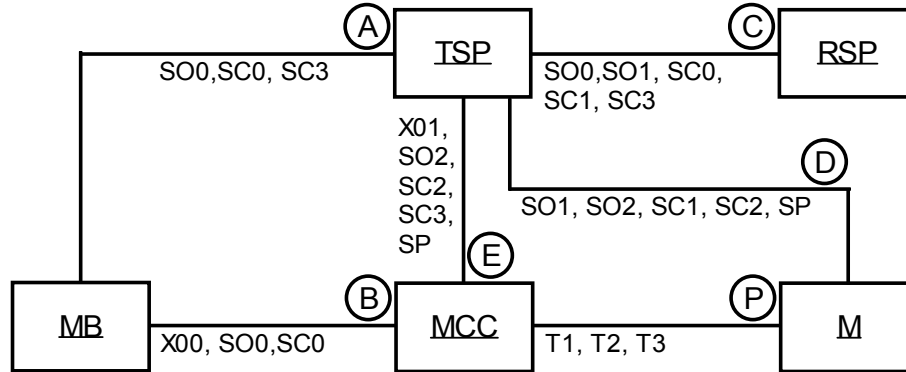 A
C
TSP
RSP
SO0,SC0, SC3
SO0,SO1, SC0,
SC1, SC3
X01,
SO2,
SC2,
SC3,
SP
D
SO1, SO2, SC1, SC2, SP
E
B
P
MB
MCC
M
X00, SO0,SC0
T1, T2, T3